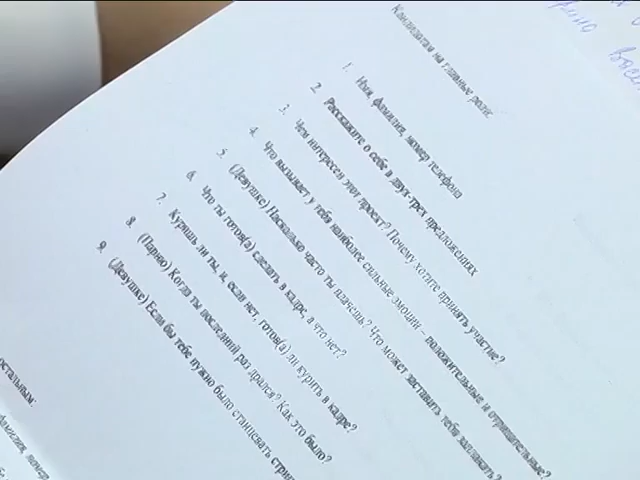 Кандидатам на главные роли:
1. Имя, фамилия, номер телефона
2. Расскажите о себе в двух-трех предложениях
3. Чем интересен этот проект? Почему хотите принять участие?
4. Что вызывает у тебя наиболее сильные эмоции – положительные и отрицательные?
5. (Девушке) Насколько часто ты плачешь? Что может заставить тебя заплакать?
6. Что ты готов(а) сделать в кадре, а что нет?
7. Куришь ли ты, и, если нет, готов(а) ли курить в кадре?
8. (Парню) Когда ты последний раз дрался? Как это было?
9. (Девушке) Если бы тебе нужно было станцевать стрип
остальным:
фамилия, номер